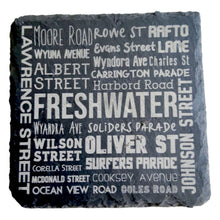 MOORE ROAD ROWE ST RAFTO
WYUNA AVENUE Evans Street LANE
ALBERT STREET Wyndora Ave Charles St
CARRINGTON PARADE
Harbord Road
FRESHWATER
WYANDRA AVE SOLIDERS PARADE
WILSON STREET OLIVER ST
CORELLA STREET SURFERS PARADE
MCDONALD STREET COOKSEY AVENUE
OCEAN VIEW ROAD COLES ROAD
LAWRENCE STREET
JOHNSON STREET